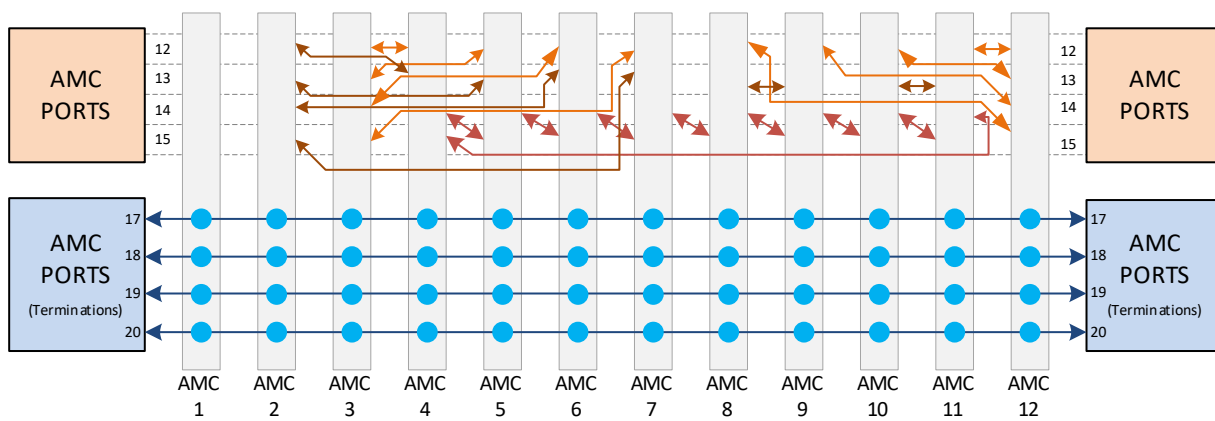 AMC
PORTS
12
13
14
15
12
13
14
15
AMC
PORTS
AMC
PORTS
(Terminations)
17
18
19
20
17
18
19
20
AMC
PORTS
(Terminations)
AMC
1
AMC
2
AMC
3
AMC
4
AMC
5
AMC
6
AMC
7
AMC
8
AMC
9
AMC
10
AMC
11
AMC
12